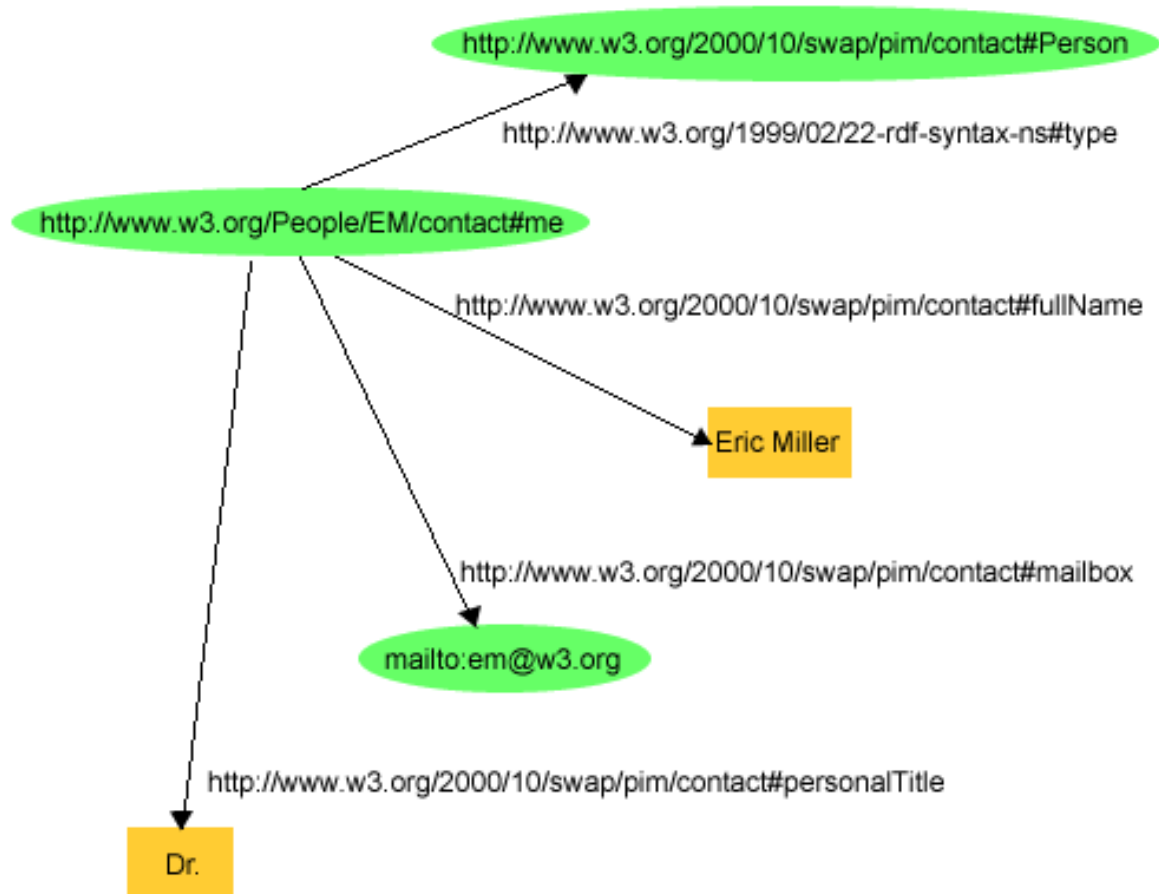 http://www.w3.org/2000/10/swap/pim/contact#Person
http://www.w3.org/1999/02/22-rdf-syntax-ns#type
http://www.w3.org/People/EM/contact#me
http://www.w3.org/2000/10/swap/pim/contact#fullName
Eric Miller
http://www.w3.org/2000/10/swap/pim/contact#mailbox
mailto:em@w3.org
http://www.w3.org/2000/10/swap/pim/contact#personalTitle
Dr.